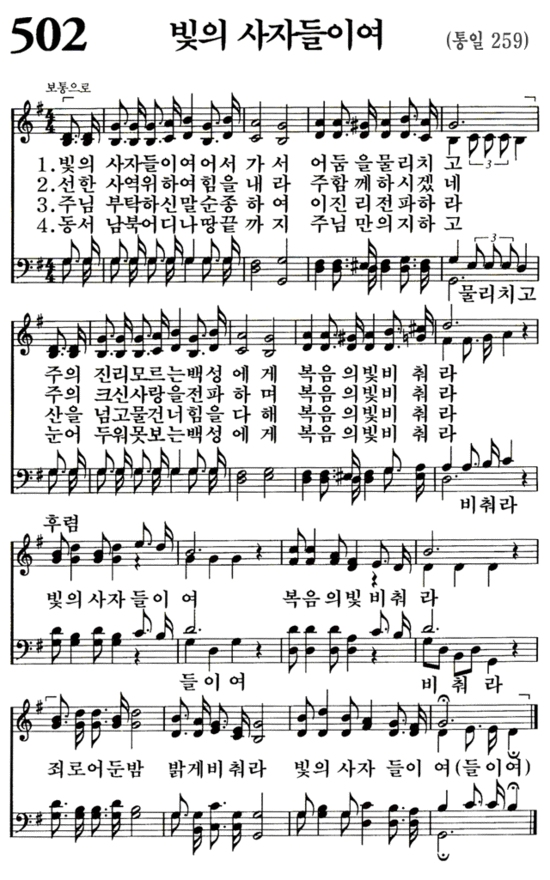 502 빛의 사자들이여 (통일 259)
보통으로
3
1.빛의 사자들이여어서 가 서 어둠 을물리치 고
2.선한 사역위하여힘을 내 라 주함 께하시겠 네
3.주님 부탁하신말순종 하 여 이진 리전파하 라
4.동서 남북어디나땅끝 까 지 주님 만의지하 고
3
물리치고
주의 진리모르는백성 에 게 복음 의빛비 춰 라
주의 크신사랑을전파 하 며 복음 의빛비 춰 라
산을 넘고물건너힘을 다 해 복음 의빛비 춰 라
눈어 두워못보는백성 에 게 복음 의빛비 춰 라
비춰라
후렴
빛의사자들이 여 복음의빛비춰 라
들이여 비 춰 라
죄로어둔밤 밝게비춰라 빛의사자 들이 여(들이여)